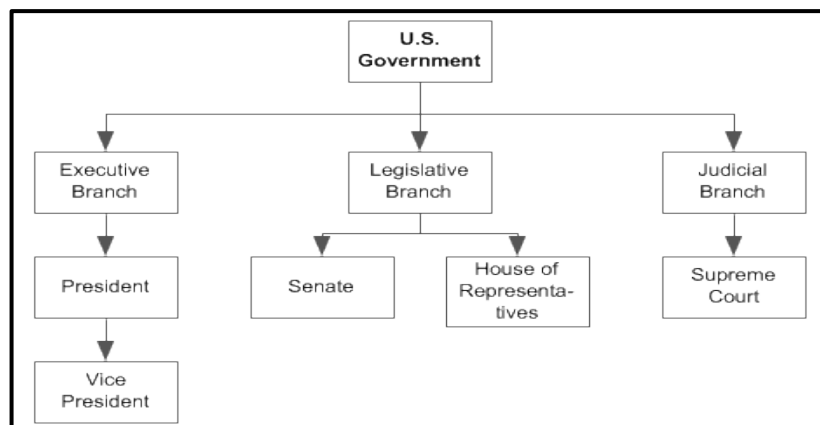 U.S.
Government
Executive
Branch
Legislative
Branch
Judicial
Branch
President
Senate
House of
Representa-
tives
Supreme
Court
Vice
President